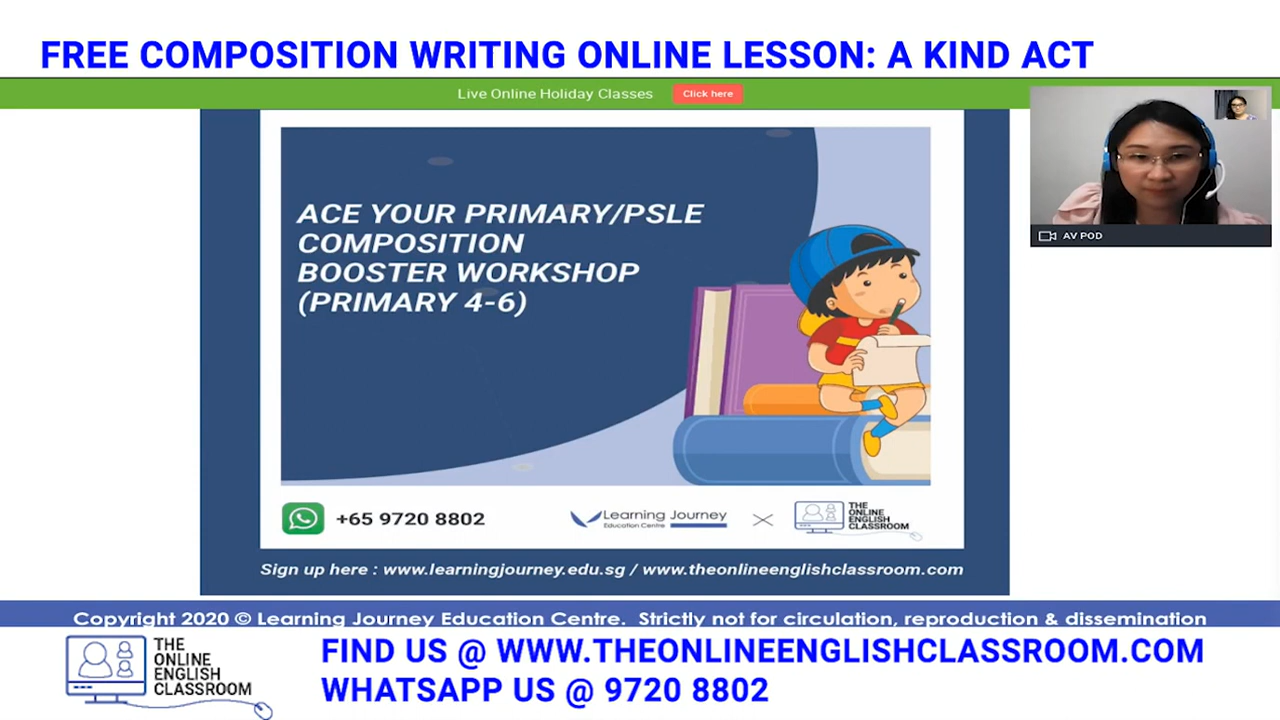 FREE COMPOSITION WRITING ONLINE LESSON: A KIND ACT
Live Online Holiday Classes Click here
AV POD
ACE YOUR PRIMARY/PSLE
COMPOSITION
BOOSTER WORKSHOP
(PRIMARY 4-6)
+65 9720 8802
Learning Journey
Education Centre
THE
ONLINE
ENGLISH
CLASSROOM
Sign up here : www.learningjourney.edu.sg / www.theonlineenglishclassroom.com
Copyright 2020 © Learning Journey Education Centre. Strictly not for circulation, reproduction & dissemination
THE
ONLINE
ENGLISH
CLASSROOM
FIND US @ WWW.THEONLINEENGLISHCLASSROOM.COM
WHATSAPP US @ 9720 8802